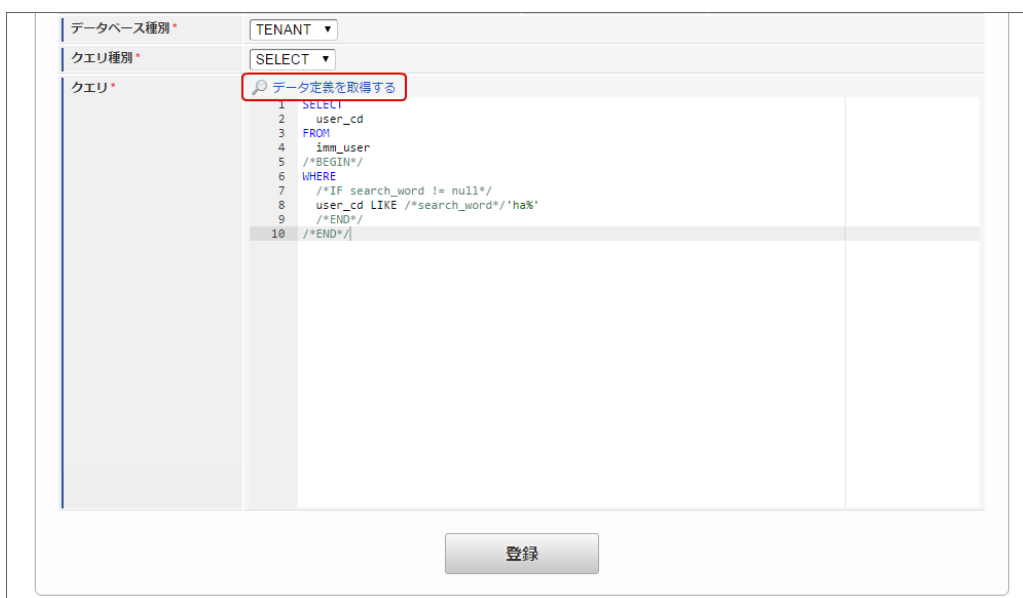 データベース種別* TENANT ▼
クエリ種別* SELECT ▼
クエリ* データ定義を取得する
1 SELECT
2   user_cd
3 FROM
4   imm_user
5 /*BEGIN*/
6 WHERE
7   /*IF search_word != null*/
8   user_cd LIKE /*search_word*/'ha%'
9   /*END*/
10 /*END*/
登録